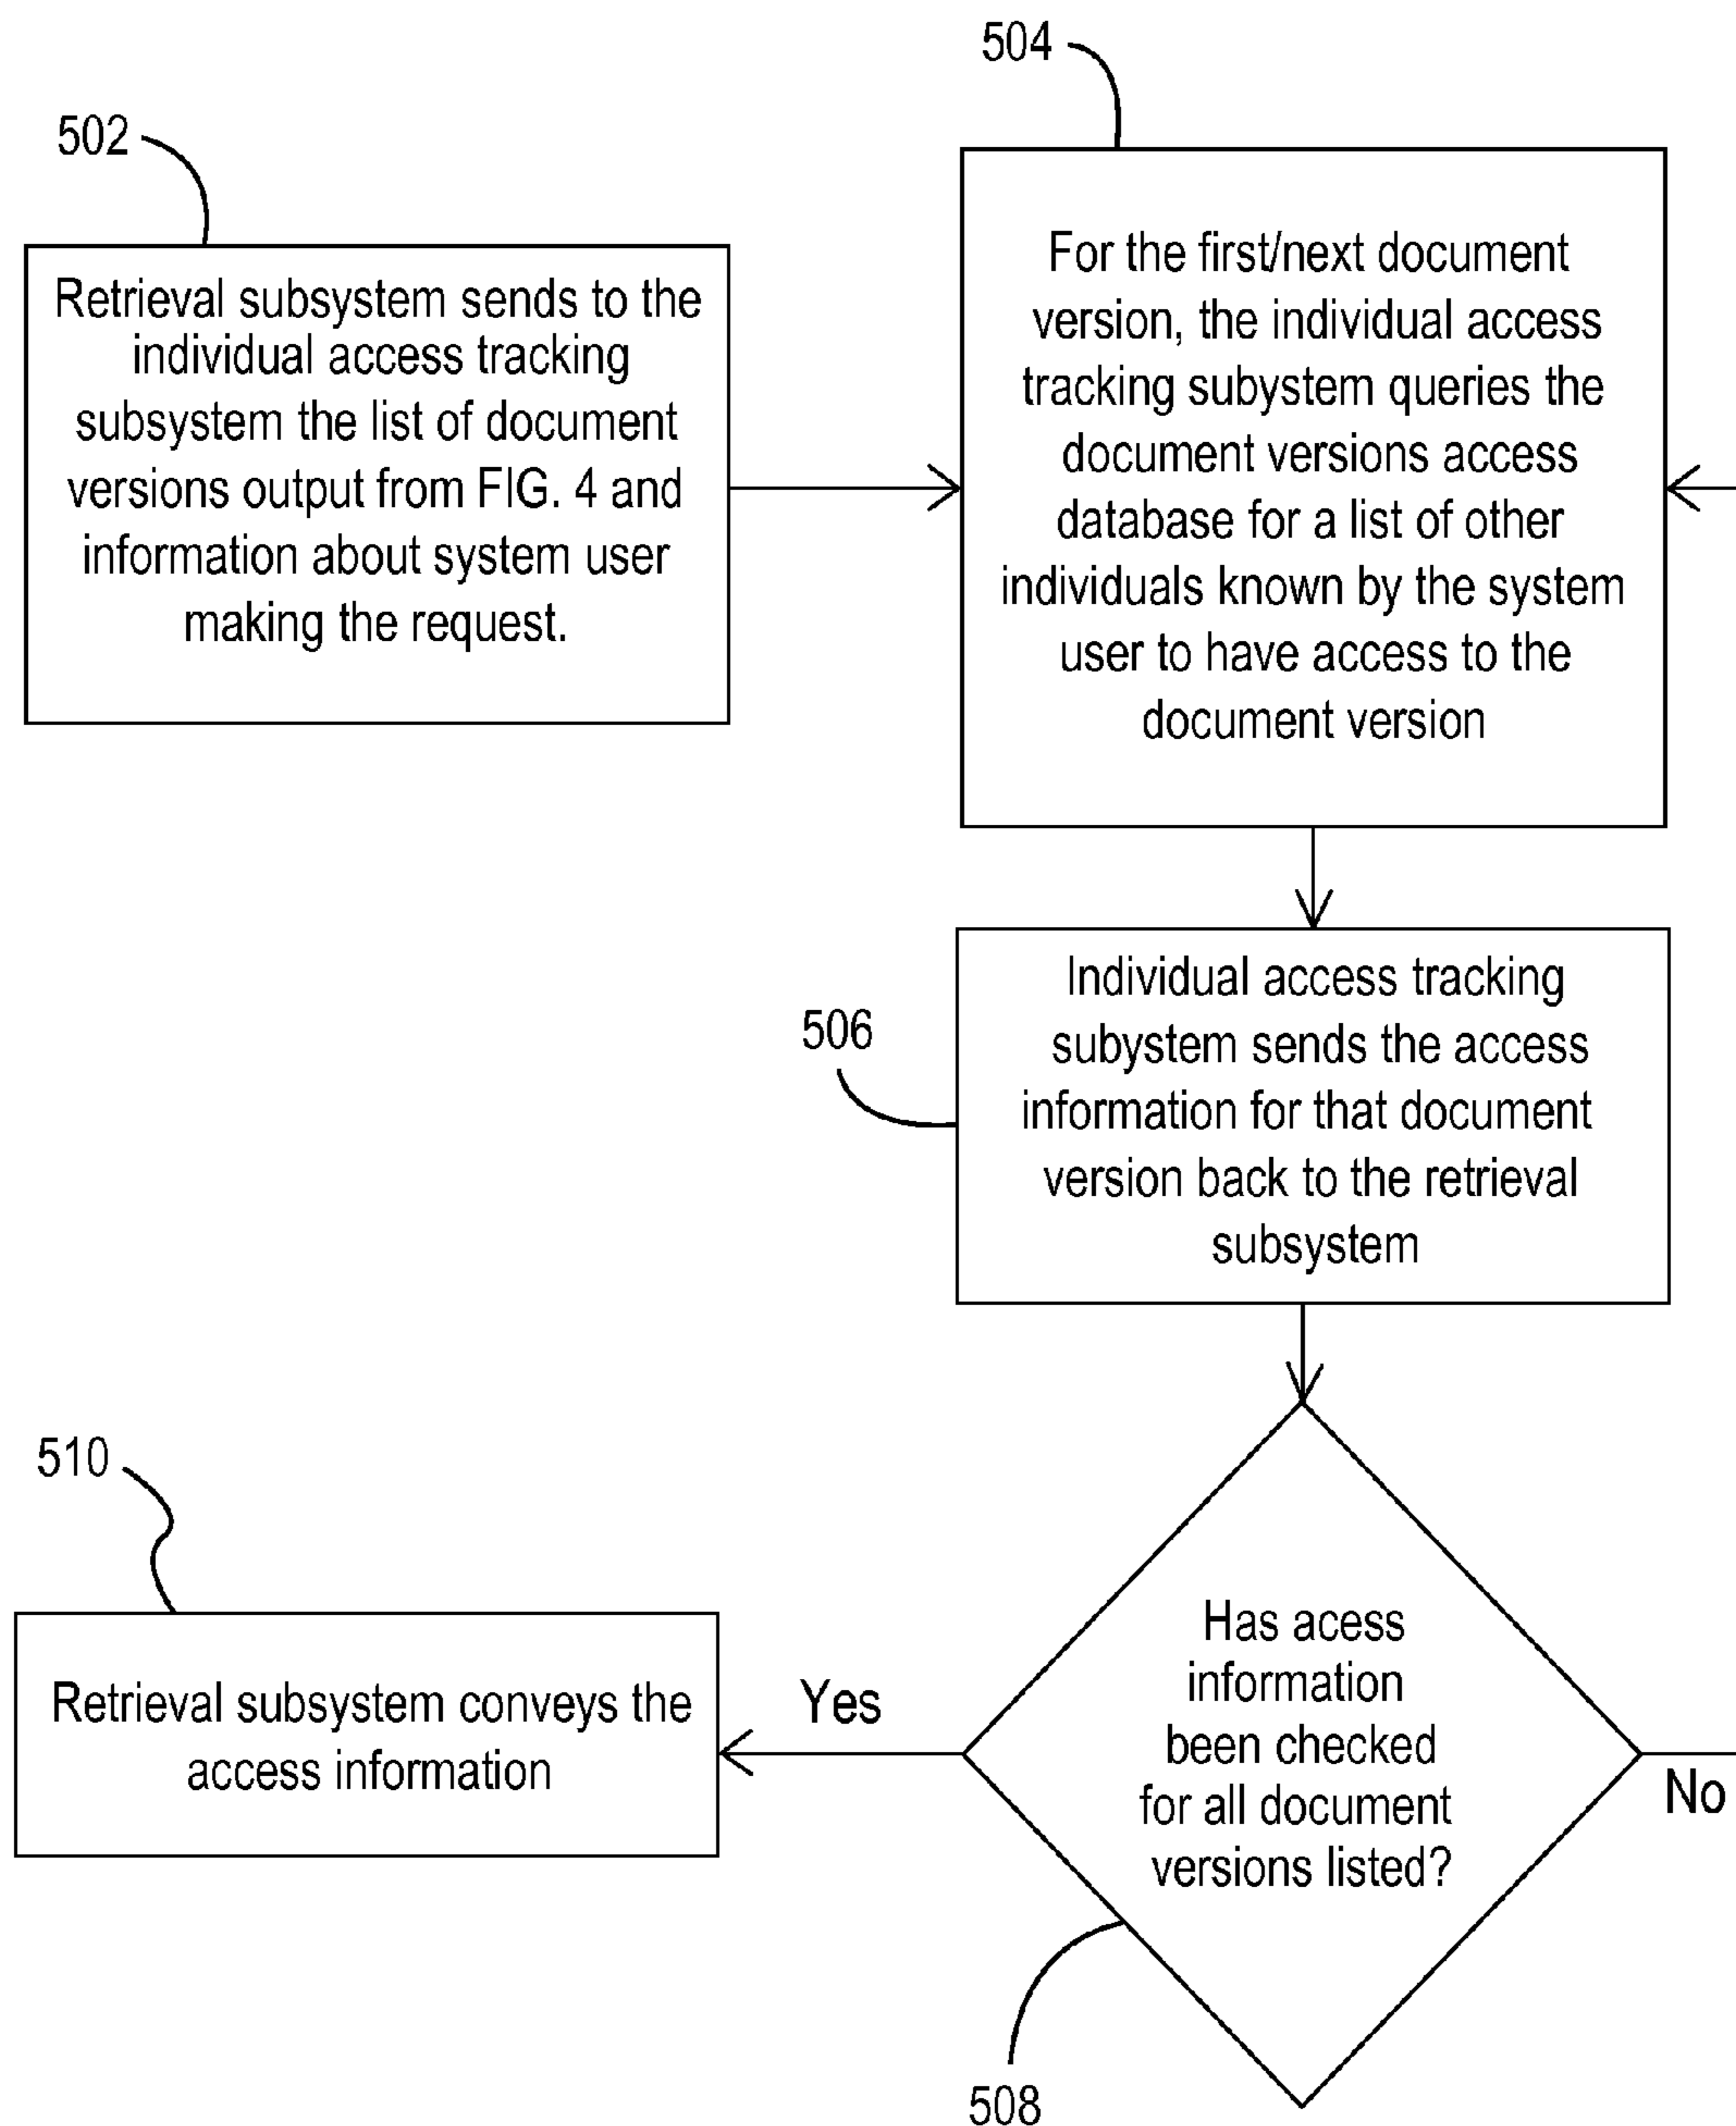 502
Retrieval subsystem sends to the
individual access tracking
subsystem the list of document
versions output from FIG. 4 and
information about system user
making the request.
504
For the first/next document
version, the individual access
tracking subystem queries the
document versions access
database for a list of other
individuals known by the system
user to have access to the
document version
506
Individual access tracking
subystem sends the access
information for that document
version back to the retrieval
subsystem
508
Has acess
information
been checked
for all document
versions listed?
Yes
No
510
Retrieval subsystem conveys the
access information